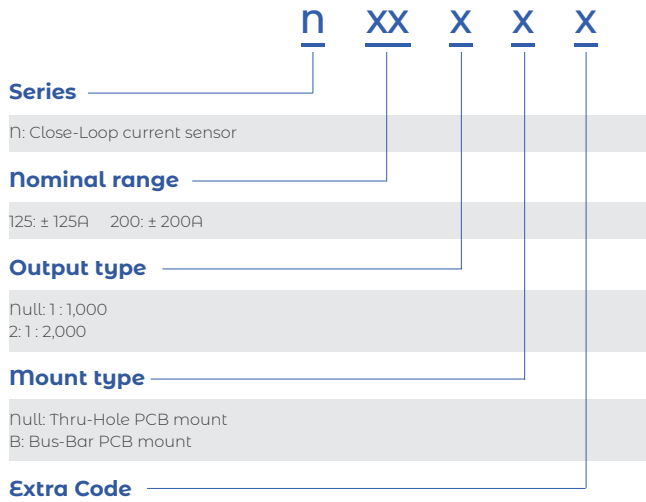 n xx x x x
Series
N: Close-Loop current sensor
Nominal range
125: ± 125A 200: ± 200A
Output type
Null: 1 : 1,000
2: 1 : 2,000
Mount type
Null: Thru-Hole PCB mount
B: Bus-Bar PCB mount
Extra Code